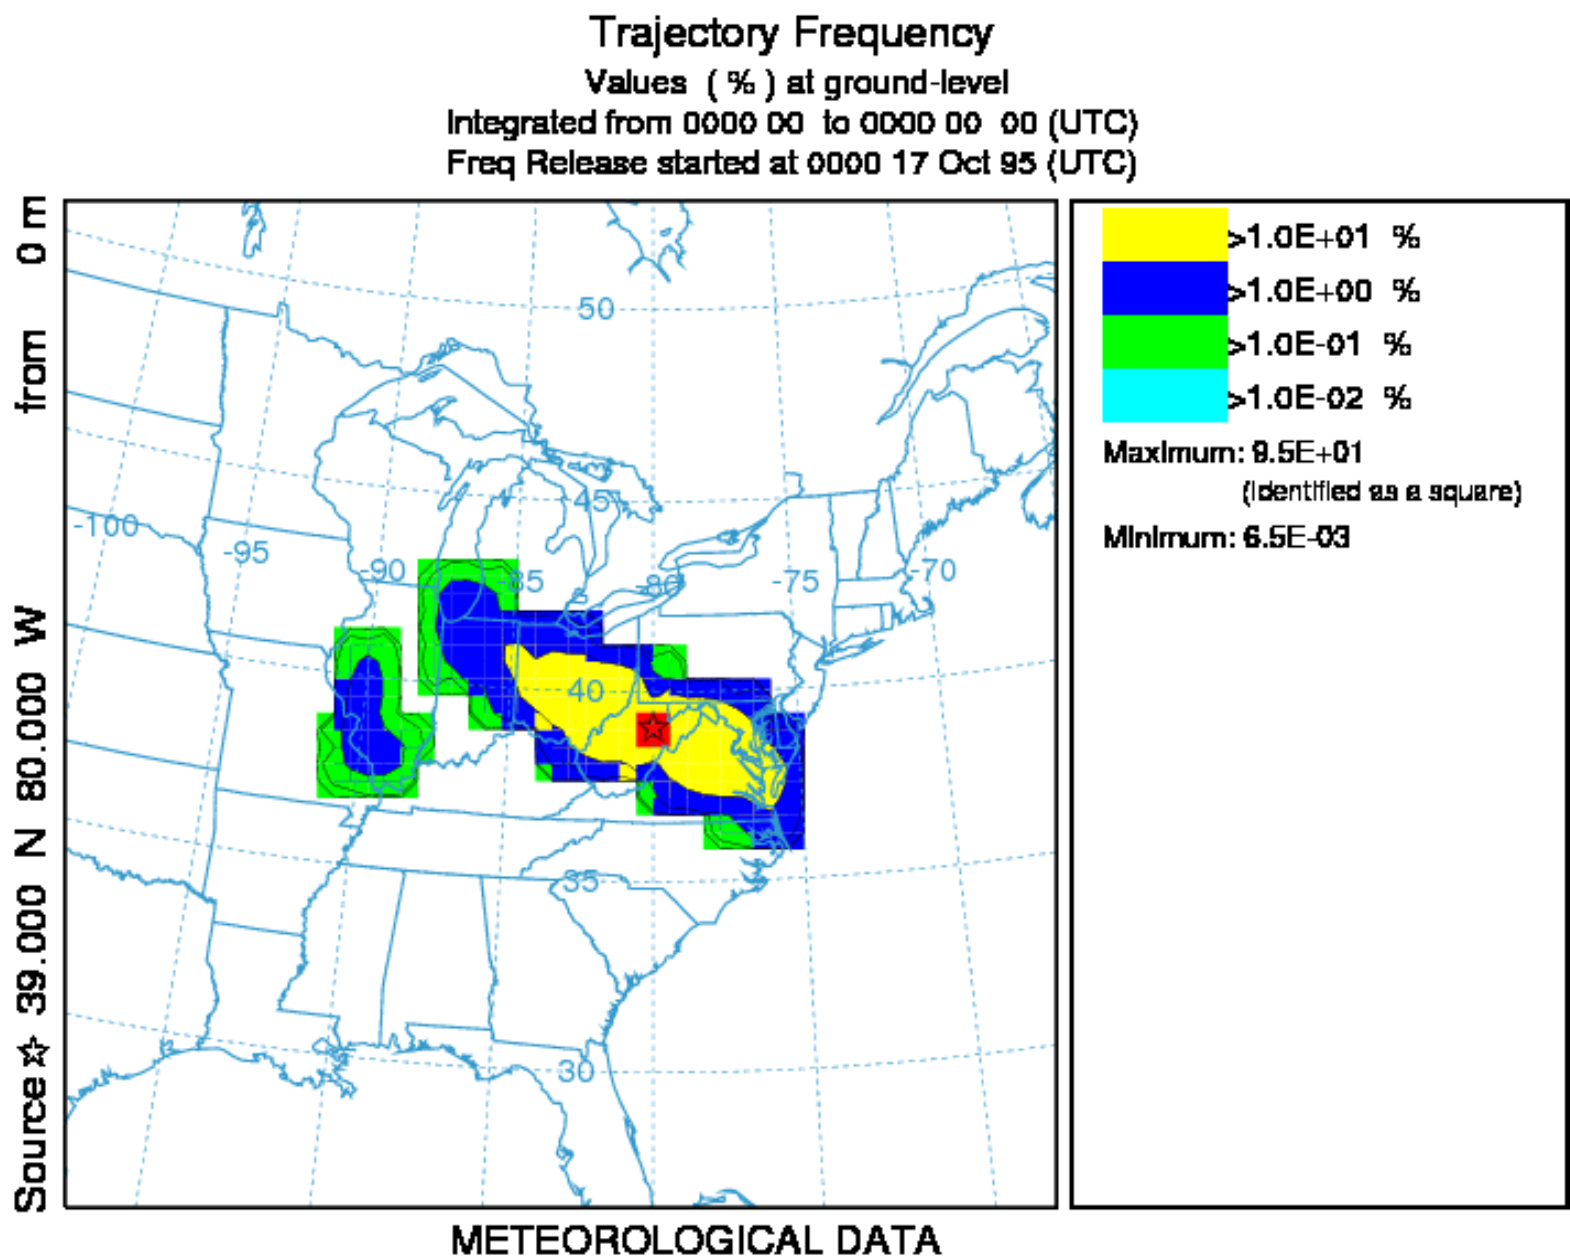 Trajectory Frequency
Values ( % ) at ground-level
Integrated from 0000 00 to 0000 00 00 (UTC)
Freq Release started at 0000 17 Oct 95 (UTC)
Source ☆ 39.000 N 80.000 W from 0 m
50
45
-100
-95
-90
-85
-80
-75
-70
40
35
30
>1.0E+01 %
>1.0E+00 %
>1.0E-01 %
>1.0E-02 %
Maximum: 9.5E+01
(identified as a square)
Minimum: 6.5E-03
METEOROLOGICAL DATA